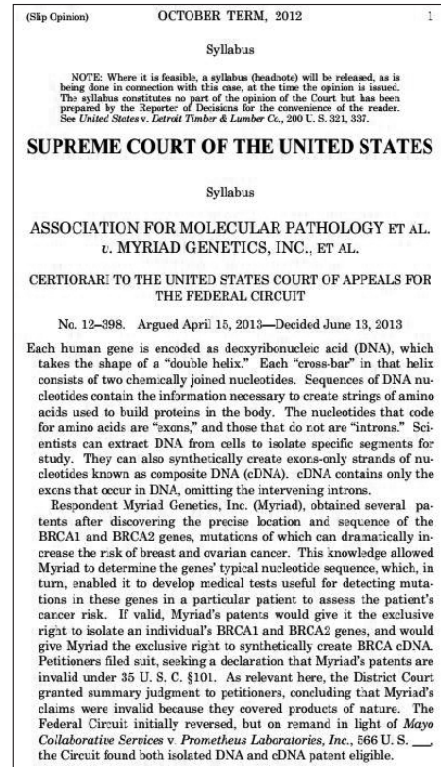 (Slip Opinion) OCTOBER TERM, 2012 1
Syllabus
NOTE: Where it is feasible, a syllabus (headnote) will be released, as is
being done in connection with this case, at the time the opinion is issued.
The syllabus constitutes no part of the opinion of the Court but has been
prepared by the Reporter of Decisions for the convenience of the reader.
See United States v. Detroit Timber & Lumber Co., 200 U. S. 321, 337.
SUPREME COURT OF THE UNITED STATES
Syllabus
ASSOCIATION FOR MOLECULAR PATHOLOGY ET AL.
v. MYRIAD GENETICS, INC., ET AL.
CERTIORARI TO THE UNITED STATES COURT OF APPEALS FOR
THE FEDERAL CIRCUIT
No. 12–398. Argued April 15, 2013—Decided June 13, 2013
Each human gene is encoded as deoxyribonucleic acid (DNA), which
takes the shape of a “double helix.” Each “cross-bar” in that helix
consists of two chemically joined nucleotides. Sequences of DNA nu-
cleotides contain the information necessary to create strings of amino
acids used to build proteins in the body. The nucleotides that code
for amino acids are “exons,” and those that do not are “introns.” Sci-
entists can extract DNA from cells to isolate specific segments for
study. They can also synthetically create exons-only strands of nu-
cleotides known as composite DNA (cDNA). cDNA contains only the
exons that occur in DNA, omitting the intervening introns.
Respondent Myriad Genetics, Inc. (Myriad), obtained several pa-
tents after discovering the precise location and sequence of the
BRCA1 and BRCA2 genes, mutations of which can dramatically in-
crease the risk of breast and ovarian cancer. This knowledge allowed
Myriad to determine the genes’ typical nucleotide sequence, which, in
turn, enabled it to develop medical tests useful for detecting muta-
tions in these genes in a particular patient to assess the patient’s
cancer risk. If valid, Myriad’s patents would give it the exclusive
right to isolate an individual’s BRCA1 and BRCA2 genes, and would
give Myriad the exclusive right to synthetically create BRCA cDNA.
Petitioners filed suit, seeking a declaration that Myriad’s patents are
invalid under 35 U. S. C. §101. As relevant here, the District Court
granted summary judgment to petitioners, concluding that Myriad’s
claims were invalid because they covered products of nature. The
Federal Circuit initially reversed, but on remand in light of Mayo
Collaborative Services v. Prometheus Laboratories, Inc., 566 U. S. ___,
the Circuit found both isolated DNA and cDNA patent eligible.